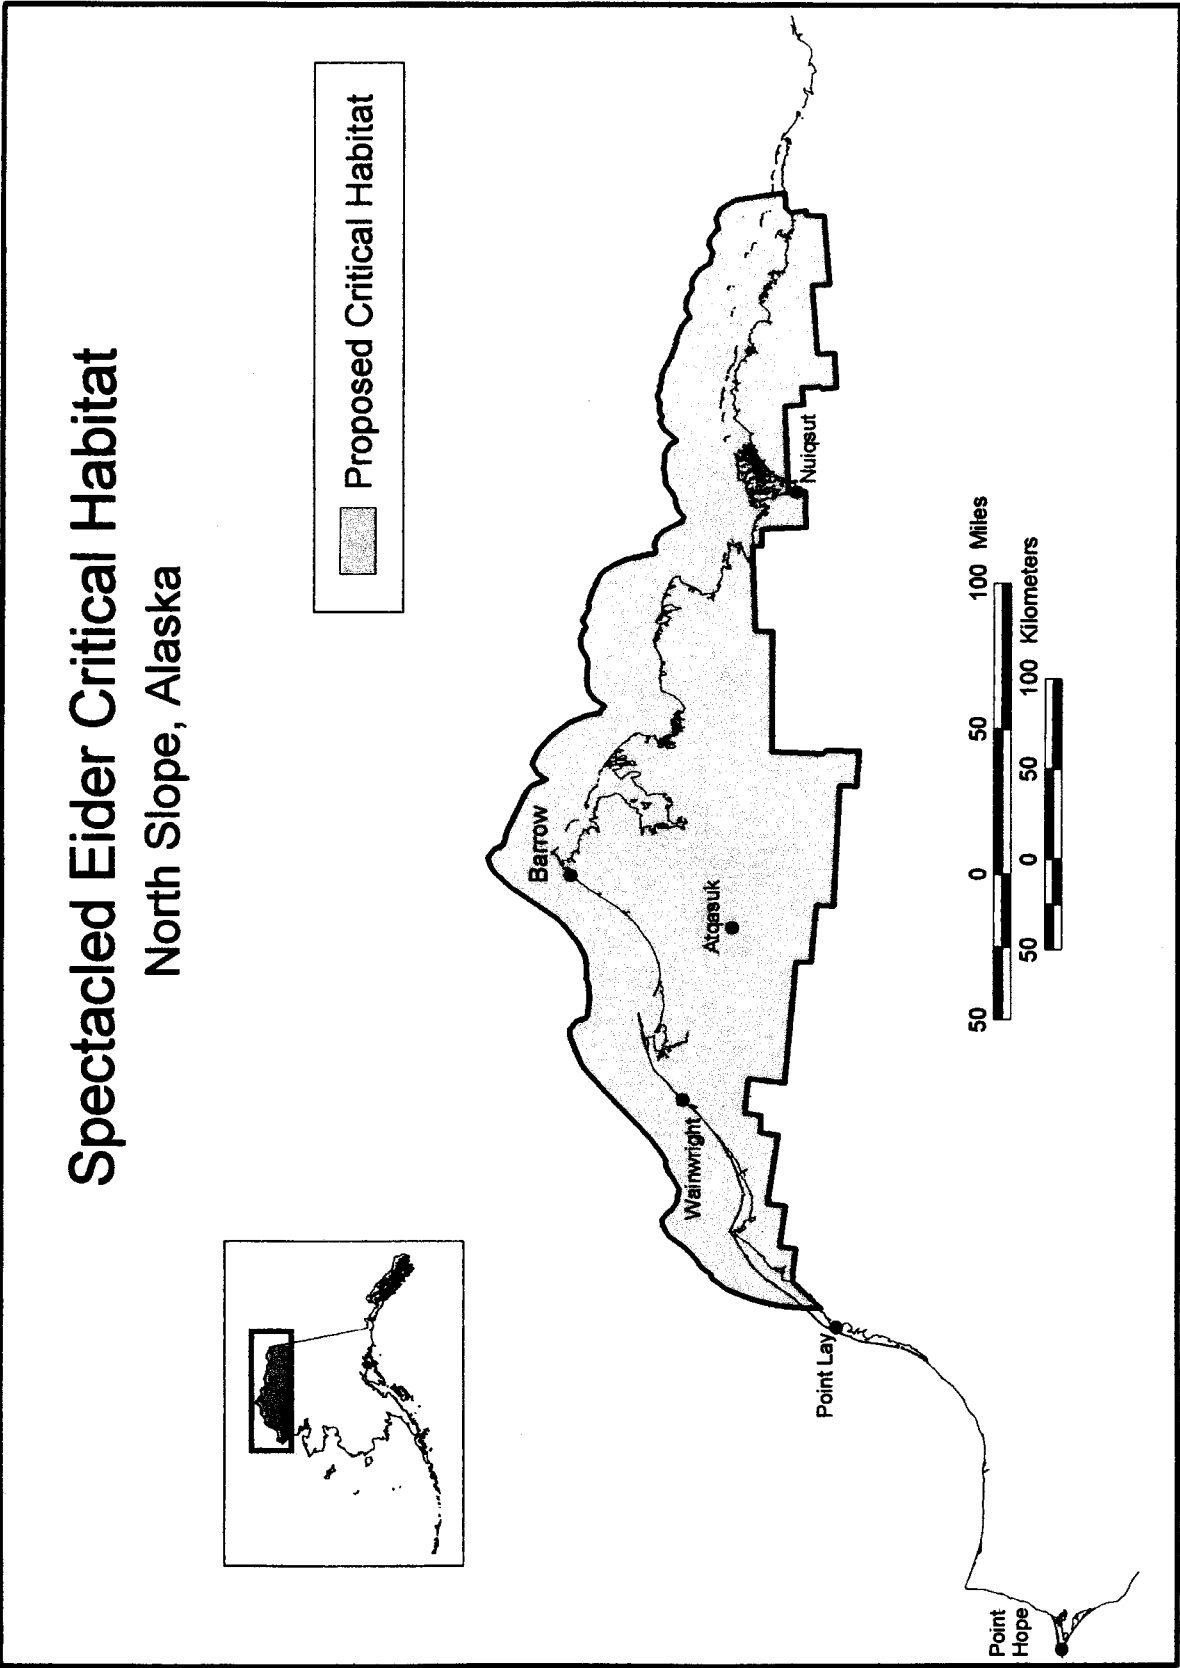 Spectacled Eider Critical Habitat
North Slope, Alaska
Proposed Critical Habitat
Barrow
Wainwright
Atqasuk
Nuiqsut
Point Lay
Point
Hope
50 0 50 100 Miles
50 0 50 100 Kilometers